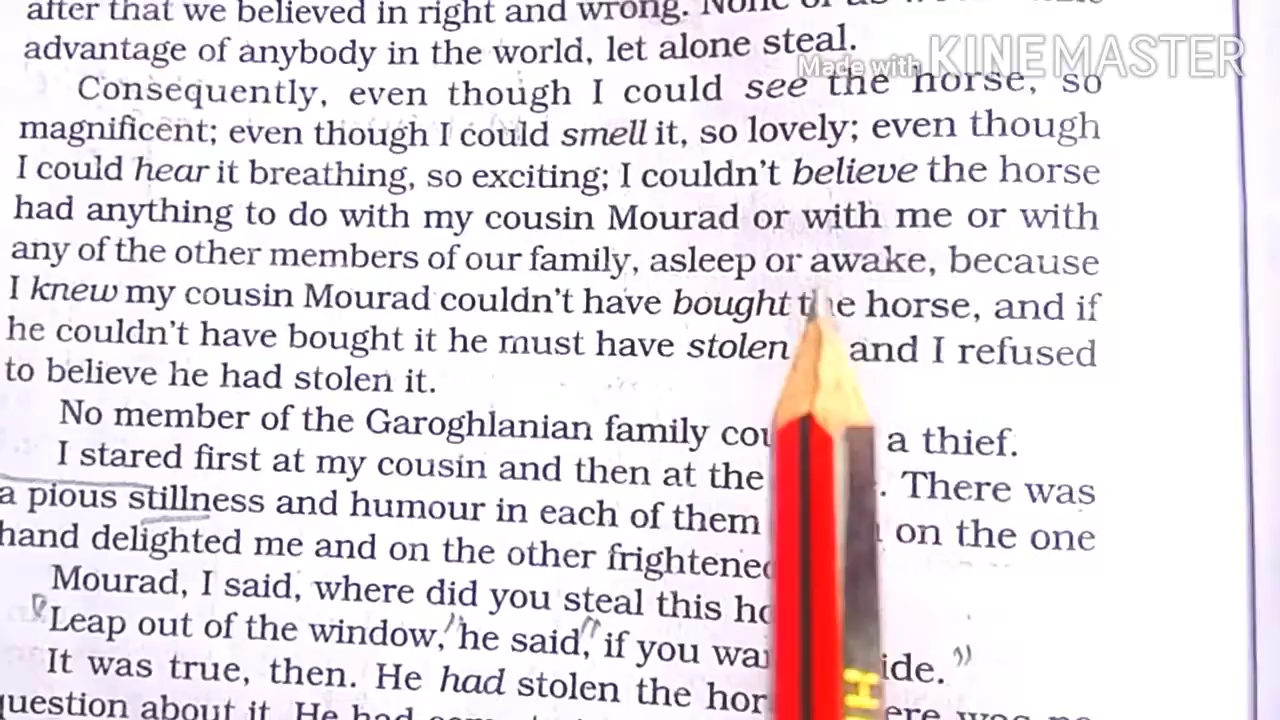 after that we believed in right and wrong. None of us
advantage of anybody in the world, let alone steal.
Made with KINEMASTER
Consequently, even though I could see the horse, so
magnificent; even though I could smell it, so lovely; even though
I could hear it breathing, so exciting; I couldn't believe the horse
had anything to do with my cousin Mourad or with me or with
any of the other members of our family, asleep or awake, because
I knew my cousin Mourad couldn't have bought the horse, and if
he couldn't have bought it he must have stolen and I refused
to believe he had stolen it.
No member of the Garoghlanian family a thief.
I stared first at my cousin and then at the . There was
a pious stillness and humour in each of them on the one
hand delighted me and on the other frightened
Mourad, I said, where did you steal this
"Leap out of the window," he said, "if you ."
It was true, then. He had stolen the
question about it. He had